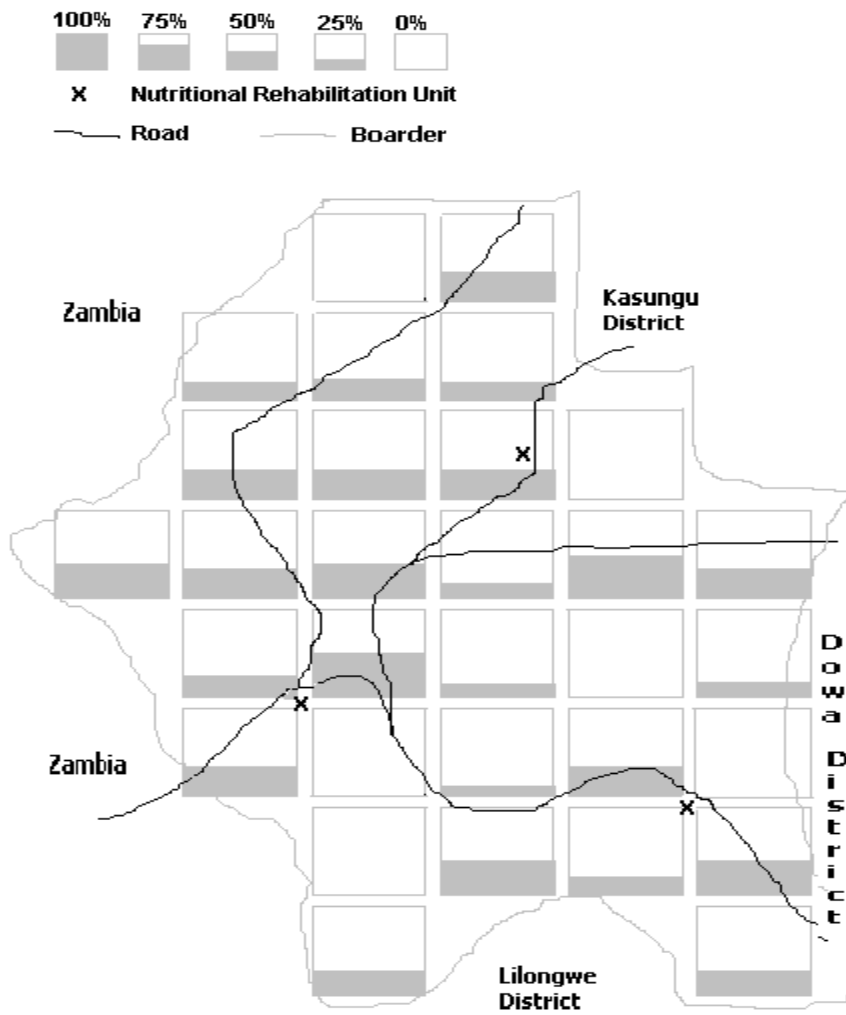 100% 75% 50% 25% 0%
x Nutritional Rehabilitation Unit
Road Boarder
Zambia
Kasungu
District
x
Dowa
District
x
Zambia
x
Lilongwe
District